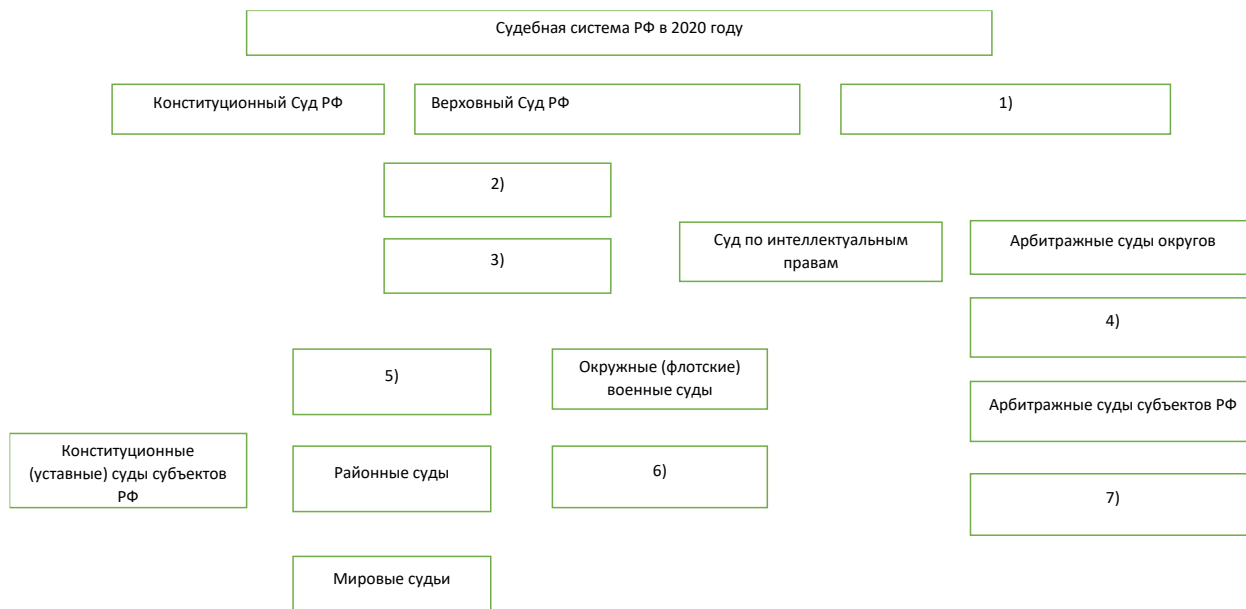 Судебная система РФ в 2020 году
Конституционный Суд РФ
Верховный Суд РФ
1)
2)
3)
Суд по интеллектуальным
правам
Арбитражные суды округов
4)
5)
Окружные (флотские)
военные суды
Арбитражные суды субъектов РФ
Конституционные
(уставные) суды субъектов
РФ
Районные суды
6)
7)
Мировые судьи